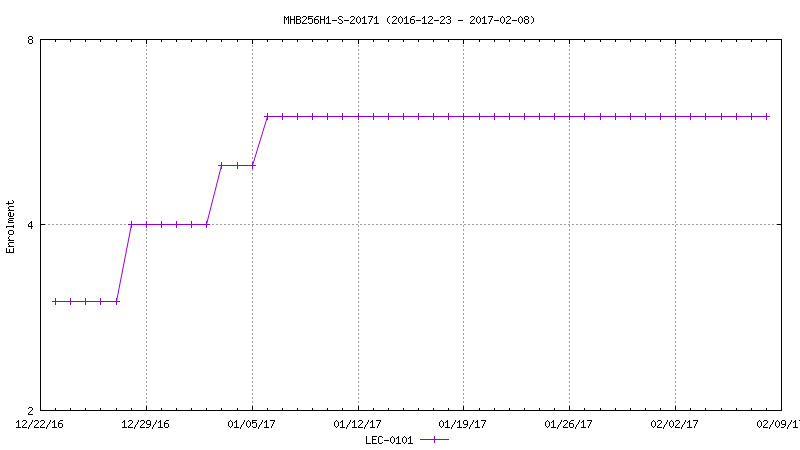 MHB256H1-S-20171 (2016-12-23 - 2017-02-08)
8
Enrolment
4
2
12/22/16 12/29/16 01/05/17 01/12/17 01/19/17 01/26/17 02/02/17 02/09/1
LEC-0101